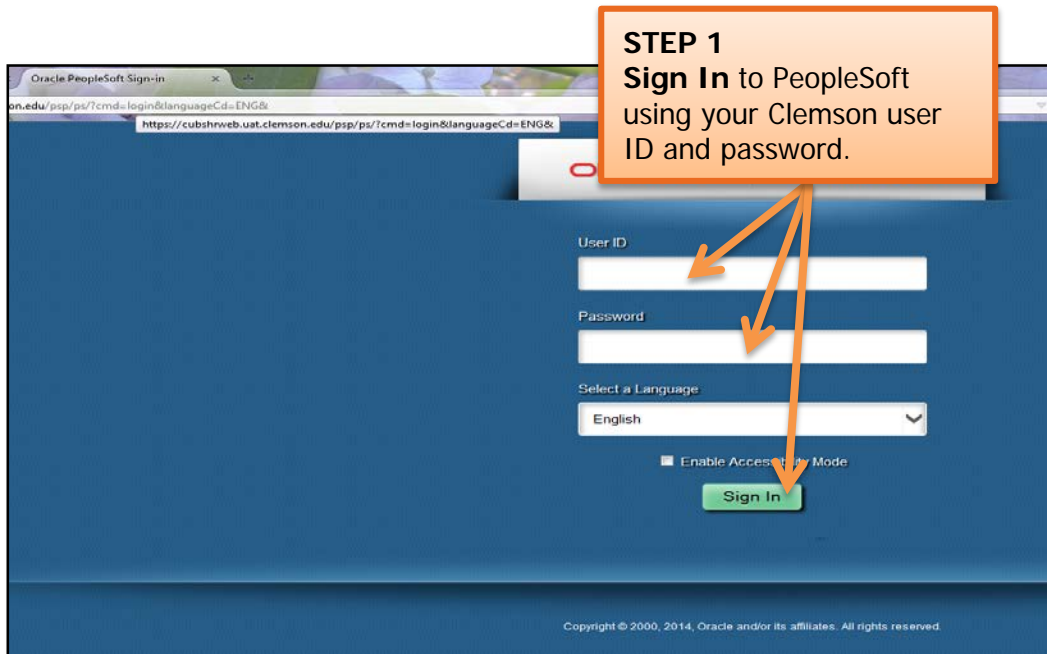 STEP 1
Sign In to PeopleSoft
using your Clemson user
ID and password.
Oracle PeopleSoft Sign-in ×
on.edu/psp/ps/?cmd=login&languageCd=ENG&
https://cubshrweb.uat.clemson.edu/psp/ps/?cmd=login&languageCd=ENG&
User ID
Password
Select a Language
English
Enable Accessibility Mode
Sign In
Copyright © 2000, 2014, Oracle and/or its affiliates. All rights reserved.